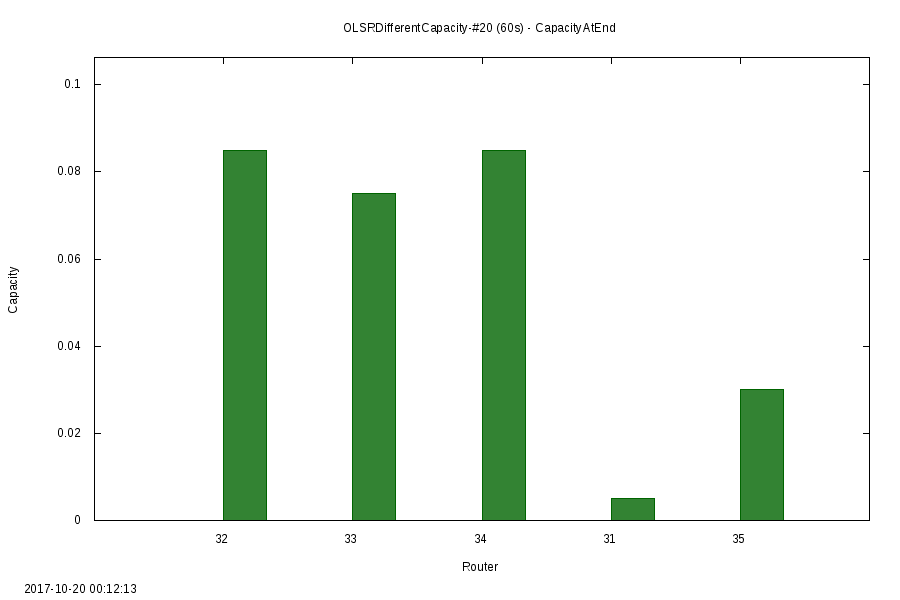 OLSRDifferentCapacity-#20 (60s) - CapacityAtEnd
0.1
0.08
0.06
0.04
0.02
0
Capacity
32 33 34 31 35
Router
2017-10-20 00:12:13